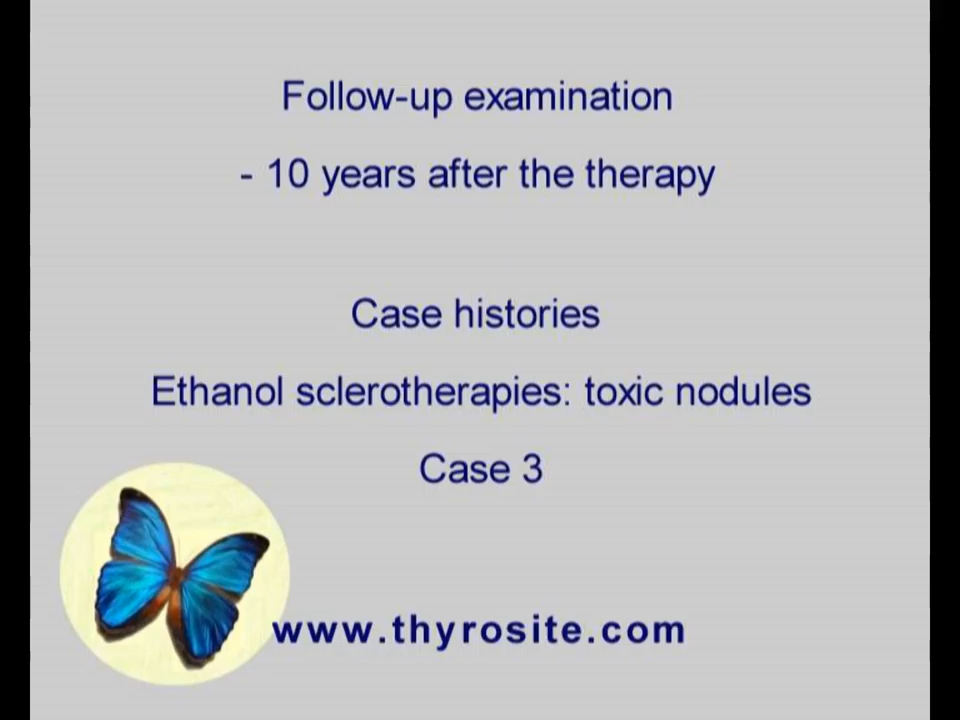 Follow-up examination
- 10 years after the therapy
Case histories
Ethanol sclerotherapies: toxic nodules
Case 3
www.thyrosite.com